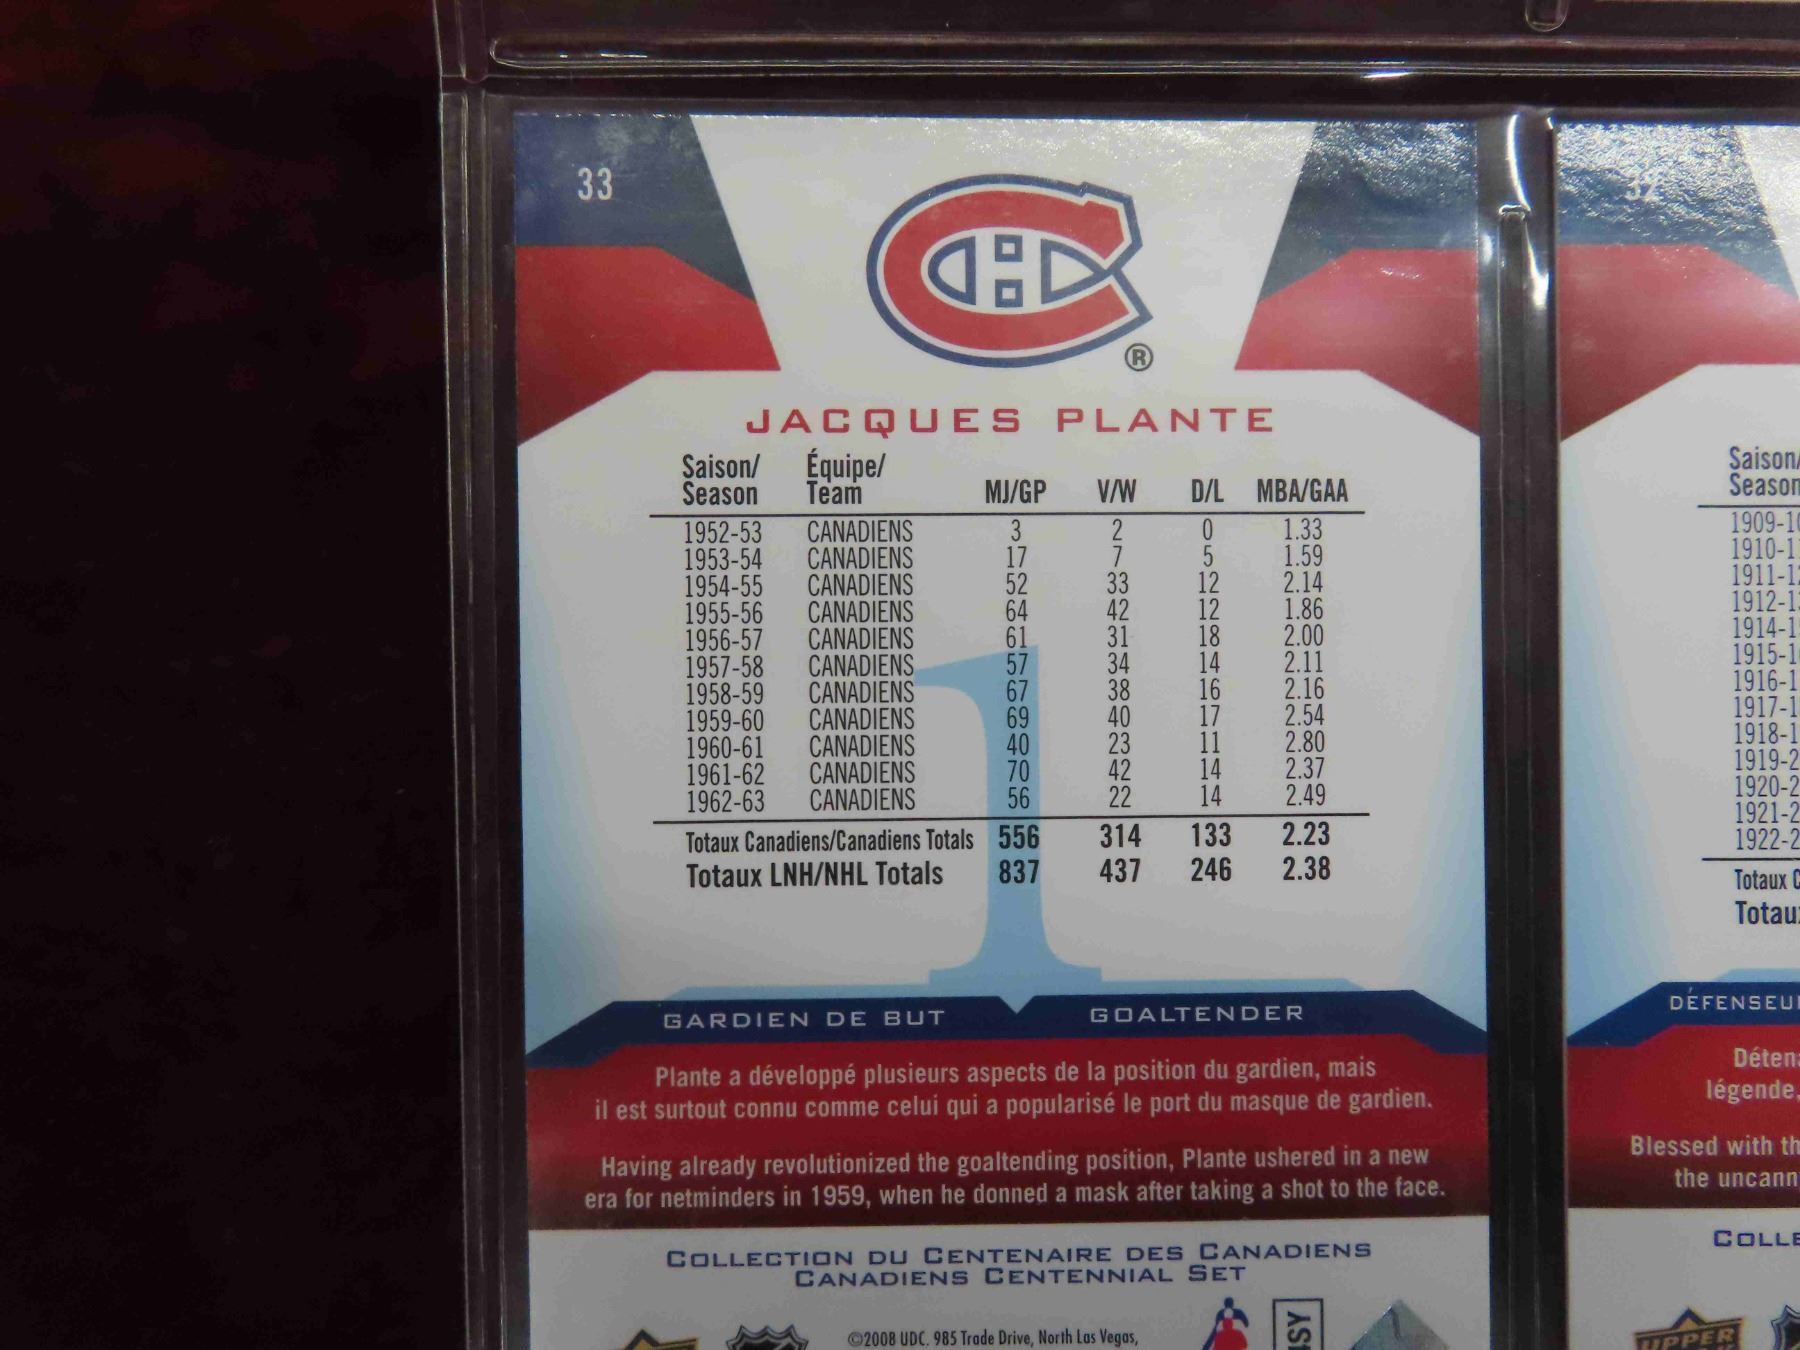 33
®
JACQUES PLANTE
Saison/ Équipe/
Season Team MJ/GP V/W D/L MBA/GAA
1952-53 CANADIENS 3 2 0 1.33
1953-54 CANADIENS 17 7 5 1.59
1954-55 CANADIENS 52 33 12 2.14
1955-56 CANADIENS 64 42 12 1.86
1956-57 CANADIENS 61 31 18 2.00
1957-58 CANADIENS 57 34 14 2.11
1958-59 CANADIENS 67 38 16 2.16
1959-60 CANADIENS 69 40 17 2.54
1960-61 CANADIENS 40 23 11 2.80
1961-62 CANADIENS 70 42 14 2.37
1962-63 CANADIENS 56 22 14 2.49
Totaux Canadiens/Canadiens Totals 556 314 133 2.23
Totaux LNH/NHL Totals 837 437 246 2.38
1
GARDIEN DE BUT GOALTENDER
Plante a développé plusieurs aspects de la position du gardien, mais
il est surtout connu comme celui qui a popularisé le port du masque de gardien.
Having already revolutionized the goaltending position, Plante ushered in a new
era for netminders in 1959, when he donned a mask after taking a shot to the face.
COLLECTION DU CENTENAIRE DES CANADIENS
CANADIENS CENTENNIAL SET
©2008 UDC. 985 Trade Drive, North Las Vegas,
32
Saison/
Season
1909-10
1910-11
1911-12
1912-13
1914-15
1915-16
1916-1
1917-1
1918-1
1919-2
1920-2
1921-2
1922-2
Totaux
Totaux
DÉFENSEU
Déten
légende,
Blessed with th
the uncann
COLLE
UPPER